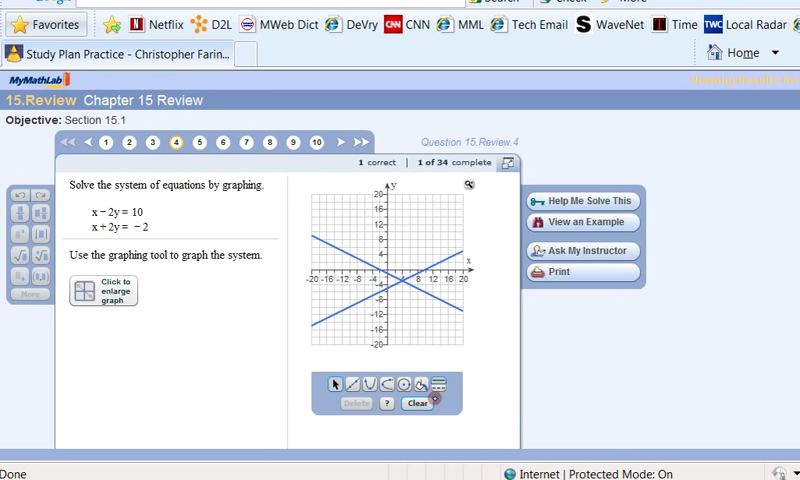 Search
Check
More
Favorites
Netflix
D2L
MWeb Dict
DeVry
CNN CNN
MML
Tech Email
S WaveNet
T Time
TWC Local Radar
Study Plan Practice - Christopher Farin...
Home
MyMathLab
15.Review Chapter 15 Review
Objective: Section 15.1
1 2 3 4 5 6 7 8 9 10
Question 15.Review.4
1 correct | 1 of 34 complete
Solve the system of equations by graphing.
x − 2y = 10
x + 2y = − 2
Use the graphing tool to graph the system.
Click to
enlarge
graph
y
20
16
12
8
4
x
-20 -16 -12 -8 -4 4 8 12 16 20
-4
-8
-12
-16
-20
Delete
?
Clear
More
Help Me Solve This
View an Example
Ask My Instructor
Print
Done
Internet | Protected Mode: On